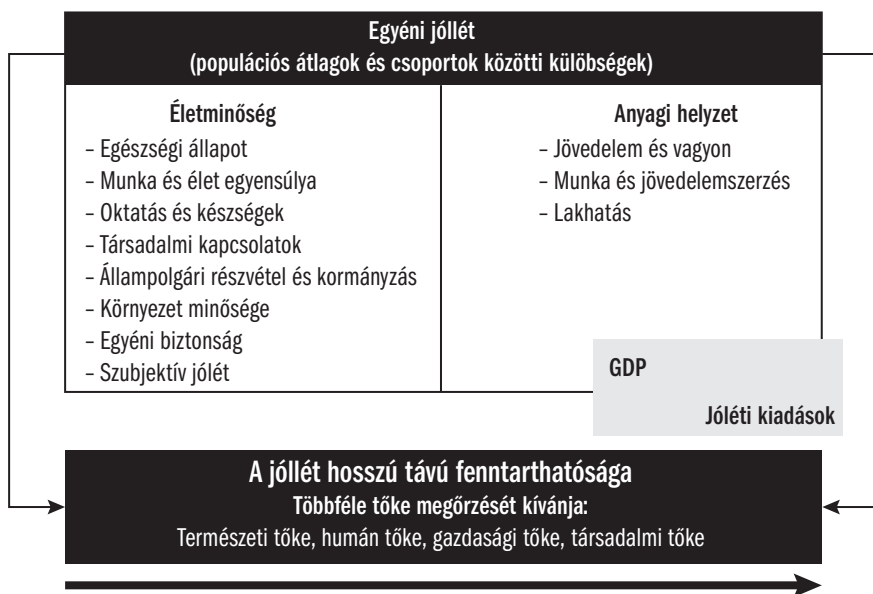 Egyéni jóllét
(populációs átlagok és csoportok közötti külöbségek)
Életminőség
– Egészségi állapot
– Munka és élet egyensúlya
– Oktatás és készségek
– Társadalmi kapcsolatok
– Állampolgári részvétel és kormányzás
– Környezet minősége
– Egyéni biztonság
– Szubjektív jólét
Anyagi helyzet
– Jövedelem és vagyon
– Munka és jövedelemszerzés
– Lakhatás
GDP
Jóléti kiadások
A jóllét hosszú távú fenntarthatósága
Többféle tőke megőrzését kívánja:
Természeti tőke, humán tőke, gazdasági tőke, társadalmi tőke